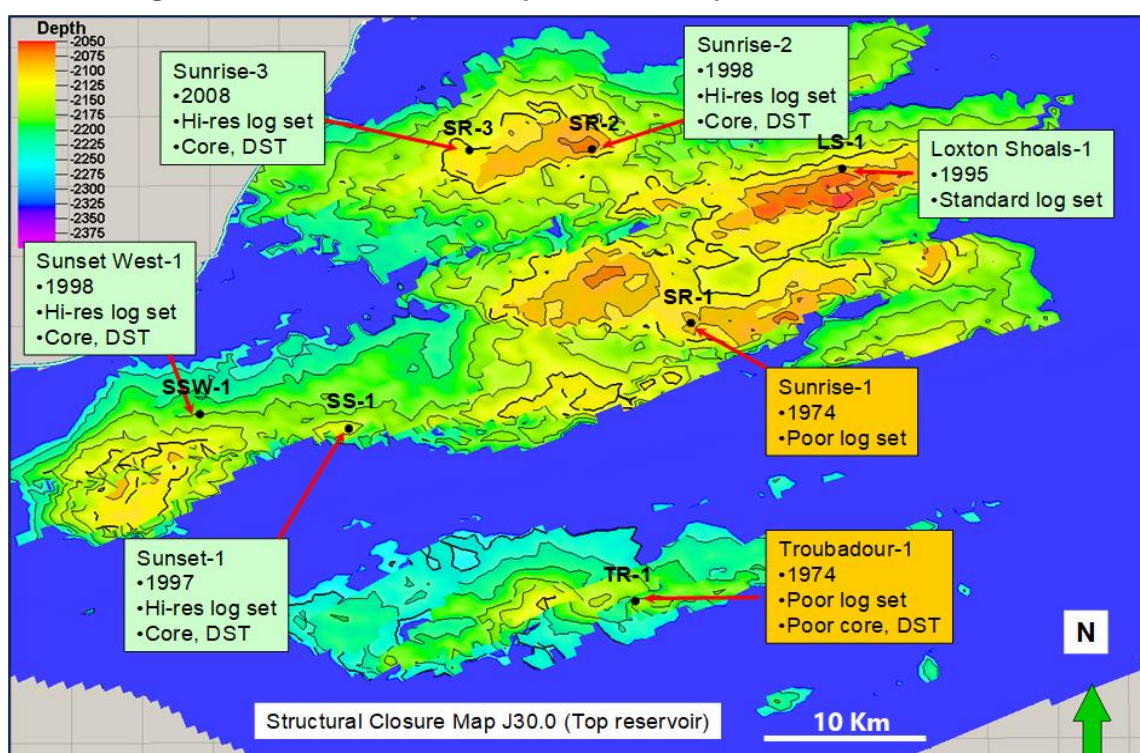 Depth
-2050
-2075
-2100
-2125
-2150
-2175
-2200
-2225
-2250
-2275
-2300
-2325
-2350
-2375
Sunrise-3
•2008
•Hi-res log set
•Core, DST
Sunrise-2
•1998
•Hi-res log set
•Core, DST
SR-3
SR-2
LS-1
Loxton Shoals-1
•1995
•Standard log set
Sunset West-1
•1998
•Hi-res log set
•Core, DST
SR-1
SSW-1
SS-1
Sunrise-1
•1974
•Poor log set
Sunset-1
•1997
•Hi-res log set
•Core, DST
TR-1
Troubadour-1
•1974
•Poor log set
•Poor core, DST
N
Structural Closure Map J30.0 (Top reservoir)
10 Km